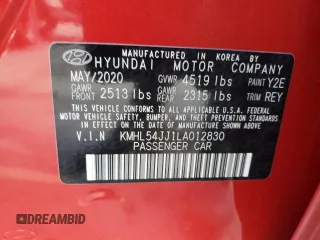 MANUFACTURED IN KOREA BY
HYUNDAI MOTOR COMPANY
MAY/2020 GVWR 4519 lbs PAINT Y2E
GAWR FRONT 2513 lbs GAWR REAR 2315 lbs TRIM REY
THIS VEHICLE CONFORMS TO ALL APPLICABLE U.S.
FEDERAL MOTOR VEHICLE SAFETY, BUMPER, AND
THEFT PREVENTION STANDARDS IN EFFECT ON THE
DATE OF MANUFACTURE SHOWN ABOVE.
V.I.N KMHL54JJ1LA012830
PASSENGER CAR
DREAMBID